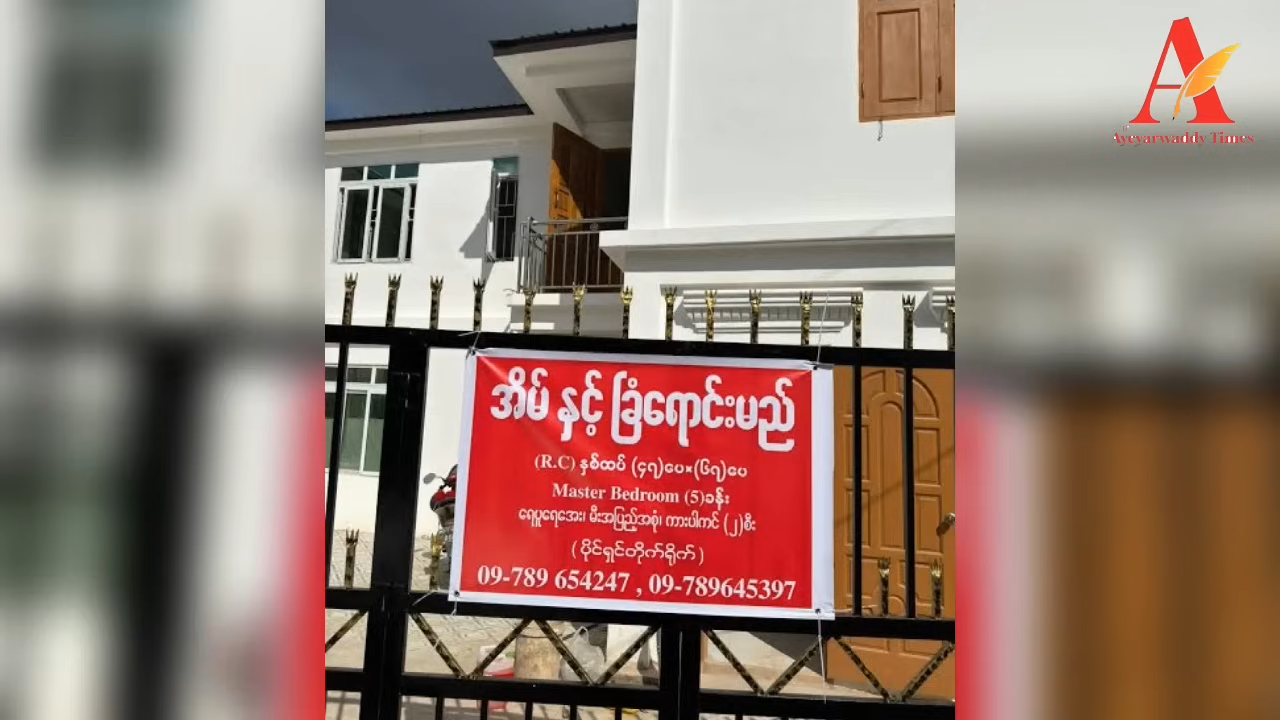 Ayeyarwaddy Times
အိမ် နှင့် ခြံရောင်းမည်
(R.C) နှစ်ထပ် (၄၇)ပေ×(၆၇)ပေ
Master Bedroom (5)ခန်း
ရေပူရေအေး၊ မီးအပြည့်အစုံ၊ ကားပါကင် (၂)စီး
( ပိုင်ရှင်တိုက်ရိုက် )
09-789 654247 , 09-789645397